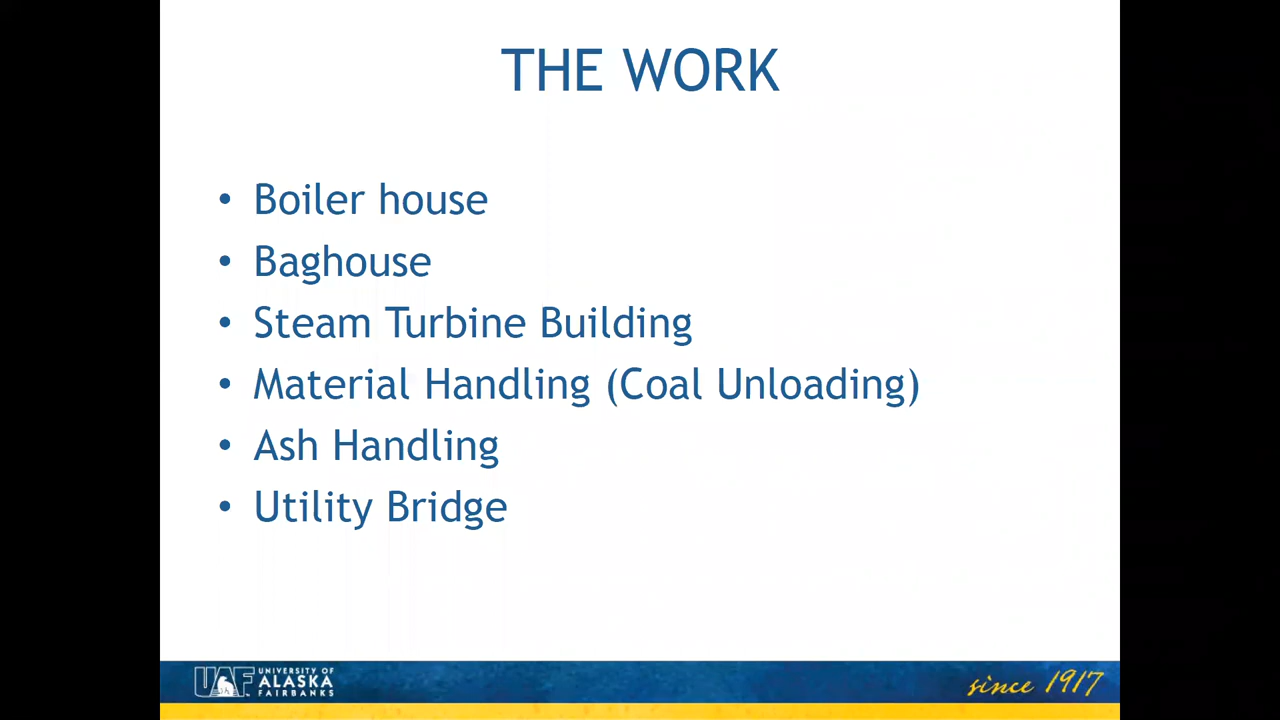 THE WORK
• Boiler house
• Baghouse
• Steam Turbine Building
• Material Handling (Coal Unloading)
• Ash Handling
• Utility Bridge
UAF
UNIVERSITY OF
ALASKA
FAIRBANKS
since 1917